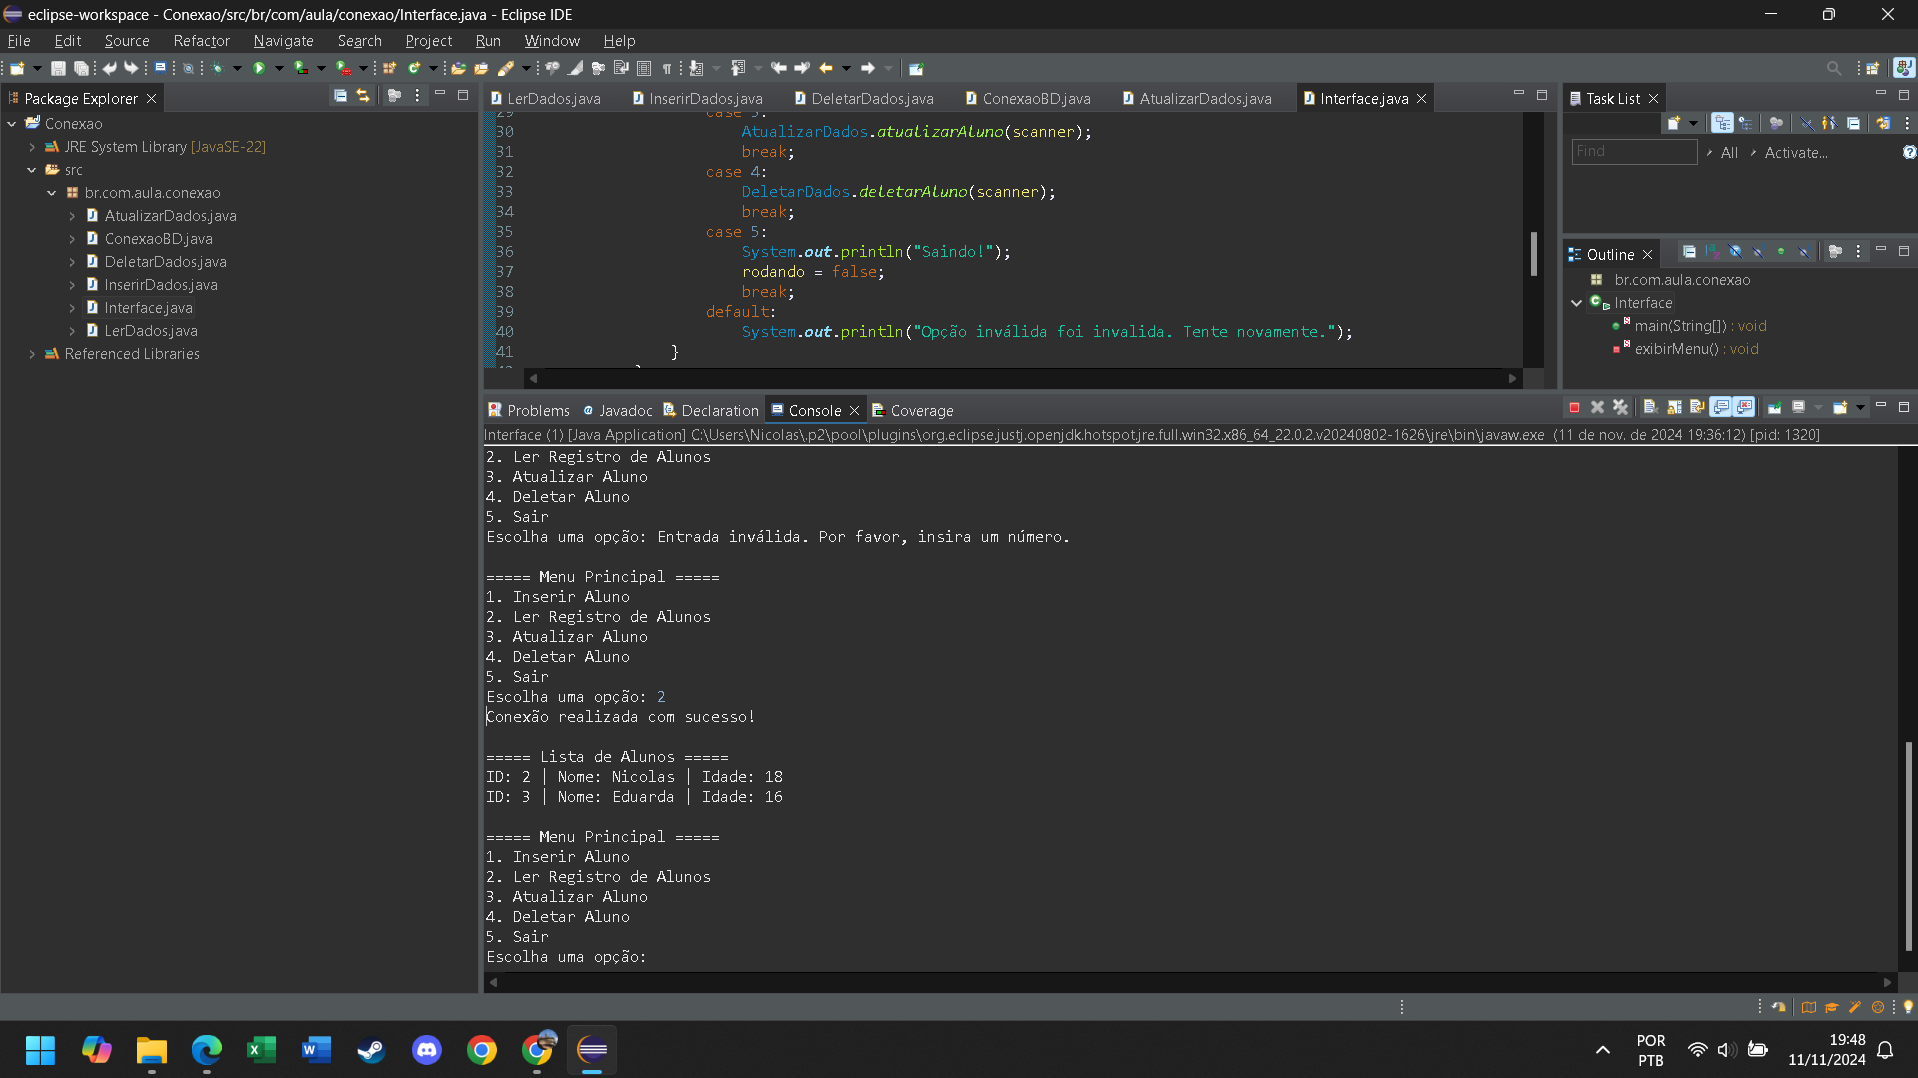 eclipse-workspace - Conexao/src/br/com/aula/conexao/Interface.java - Eclipse IDE
File Edit Source Refactor Navigate Search Project Run Window Help
Package Explorer
Conexao
JRE System Library [JavaSE-22]
src
br.com.aula.conexao
AtualizarDados.java
ConexaoBD.java
DeletarDados.java
InserirDados.java
Interface.java
LerDados.java
Referenced Libraries
LerDados.java InserirDados.java DeletarDados.java ConexaoBD.java AtualizarDados.java Interface.java
29 case 3:
30 AtualizarDados.atualizarAluno(scanner);
31 break;
32 case 4:
33 DeletarDados.deletarAluno(scanner);
34 break;
35 case 5:
36 System.out.println("Saindo!");
37 rodando = false;
38 break;
39 default:
40 System.out.println("Opção inválida foi invalida. Tente novamente.");
41 }
Task List
Find All Activate...
Outline
br.com.aula.conexao
Interface
main(String[]) : void
exibirMenu() : void
Problems Javadoc Declaration Console Coverage
Interface (1) [Java Application] C:\Users\Nicolas\.p2\pool\plugins\org.eclipse.justj.openjdk.hotspot.jre.full.win32.x86_64_22.0.2.v20240802-1626\jre\bin\javaw.exe (11 de nov. de 2024 19:36:12) [pid: 1320]
2. Ler Registro de Alunos
3. Atualizar Aluno
4. Deletar Aluno
5. Sair
Escolha uma opção: Entrada inválida. Por favor, insira um número.
===== Menu Principal =====
1. Inserir Aluno
2. Ler Registro de Alunos
3. Atualizar Aluno
4. Deletar Aluno
5. Sair
Escolha uma opção: 2
Conexão realizada com sucesso!
===== Lista de Alunos =====
ID: 2 | Nome: Nicolas | Idade: 18
ID: 3 | Nome: Eduarda | Idade: 16
===== Menu Principal =====
1. Inserir Aluno
2. Ler Registro de Alunos
3. Atualizar Aluno
4. Deletar Aluno
5. Sair
Escolha uma opção:
POR
PTB
19:48
11/11/2024